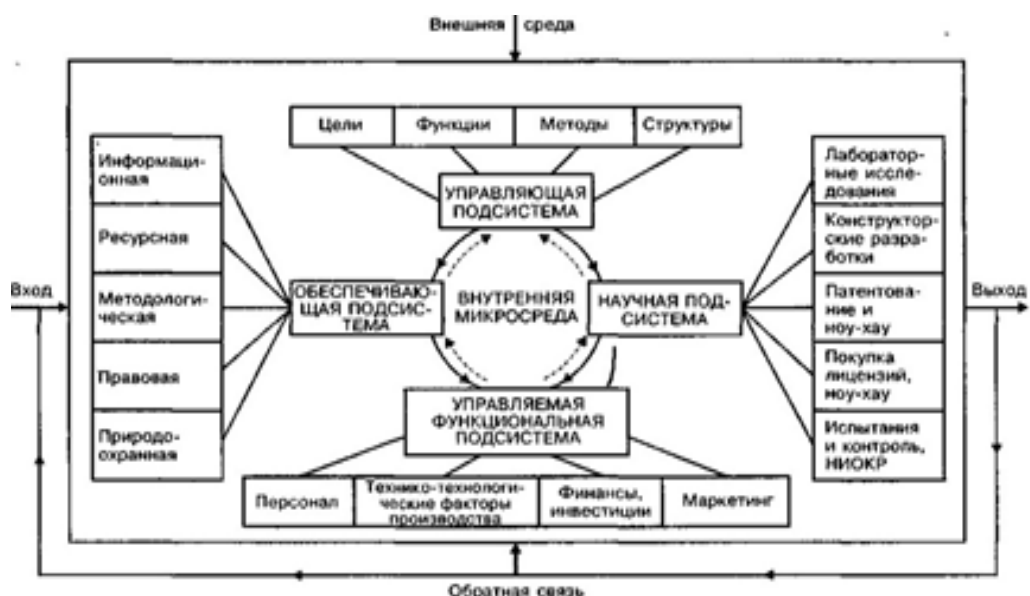 Внешняя среда
Цели
Функции
Методы
Структуры
Информаци-
онная
Ресурсная
Методологи-
ческая
Правовая
Природо-
охранная
УПРАВЛЯЮЩАЯ
ПОДСИСТЕМА
Лаборатор-
ные иссле-
дования
Конструктор-
ские разра-
ботки
Патентова-
ние и
ноу-хау
Покупка
лицензий,
ноу-хау
Испытания
и контроль,
НИОКР
Вход
ОБЕСПЕЧИВАЮ-
ЩАЯ ПОДСИС-
ТЕМА
ВНУТРЕННЯЯ
МИКРОСРЕДА
НАУЧНАЯ ПОД-
СИСТЕМА
Выход
УПРАВЛЯЕМАЯ
ФУНКЦИОНАЛЬНАЯ
ПОДСИСТЕМА
Персонал
Технико-технологи-
ческие факторы
производства
Финансы,
инвестиции
Маркетинг
Обратная связь